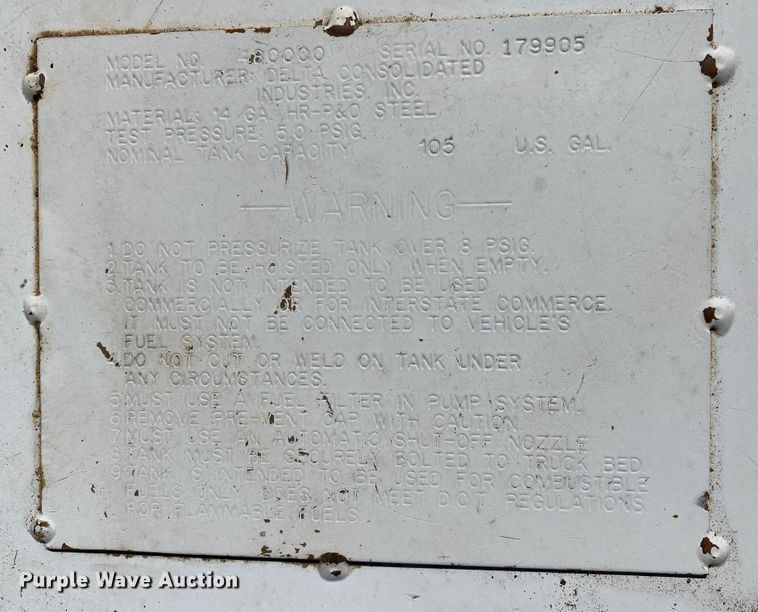 MODEL NO. 480000 SERIAL NO. 179905
MANUFACTURER: DELTA CONSOLIDATED
INDUSTRIES, INC.
MATERIAL: 14 GA. HR-P&O STEEL
TEST PRESSURE: 5.0 PSIG.
NOMINAL TANK CAPACITY: 105 U.S. GAL.
—WARNING—
1. DO NOT PRESSURIZE TANK OVER 3 PSIG.
2. TANK TO BE HOISTED ONLY WHEN EMPTY.
3. TANK IS NOT INTENDED TO BE USED
COMMERCIALLY OR FOR INTERSTATE COMMERCE.
IT MUST NOT BE CONNECTED TO VEHICLE'S
FUEL SYSTEM.
4. DO NOT CUT OR WELD ON TANK UNDER
ANY CIRCUMSTANCES.
5. MUST USE A FUEL FILTER IN PUMP SYSTEM.
6. REMOVE PRE-VENT CAP WITH CAUTION.
7. MUST USE AN AUTOMATIC SHUT-OFF NOZZLE
8. TANK MUST BE SECURELY BOLTED TO TRUCK BED.
9. TANK IS INTENDED TO BE USED FOR COMBUSTIBLE
FUELS ONLY. DOES NOT MEET D.O.T. REGULATIONS
FOR FLAMMABLE FUELS.
Purple Wave Auction